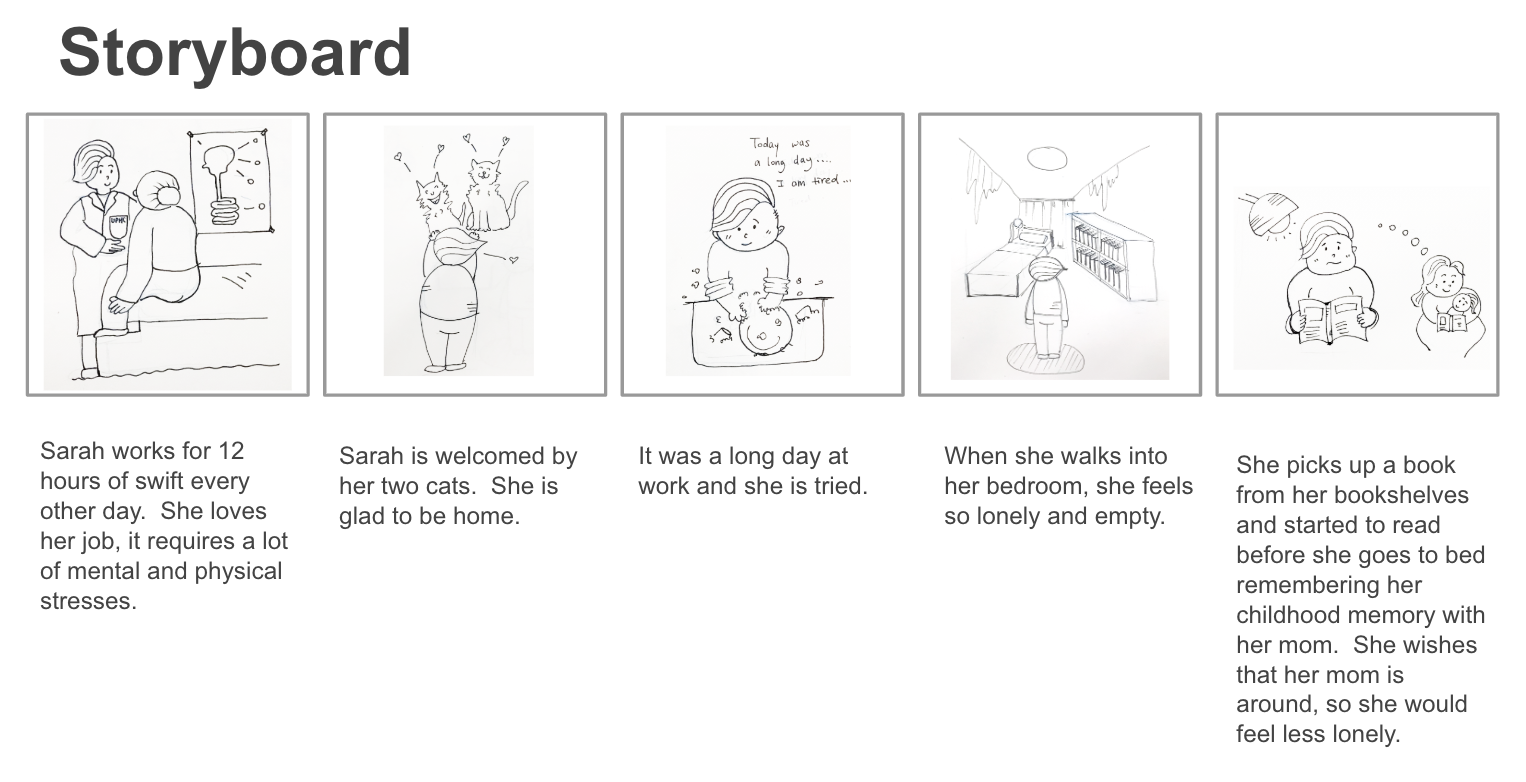 Storyboard
UPHK
Today was
a long day....
I am tired...
Sarah works for 12
hours of swift every
other day.  She loves
her job, it requires a lot
of mental and physical
stresses.
Sarah is welcomed by
her two cats.  She is
glad to be home.
It was a long day at
work and she is tried.
When she walks into
her bedroom, she feels
so lonely and empty.
She picks up a book
from her bookshelves
and started to read
before she goes to bed
remembering her
childhood memory with
her mom.  She wishes
that her mom is
around, so she would
feel less lonely.